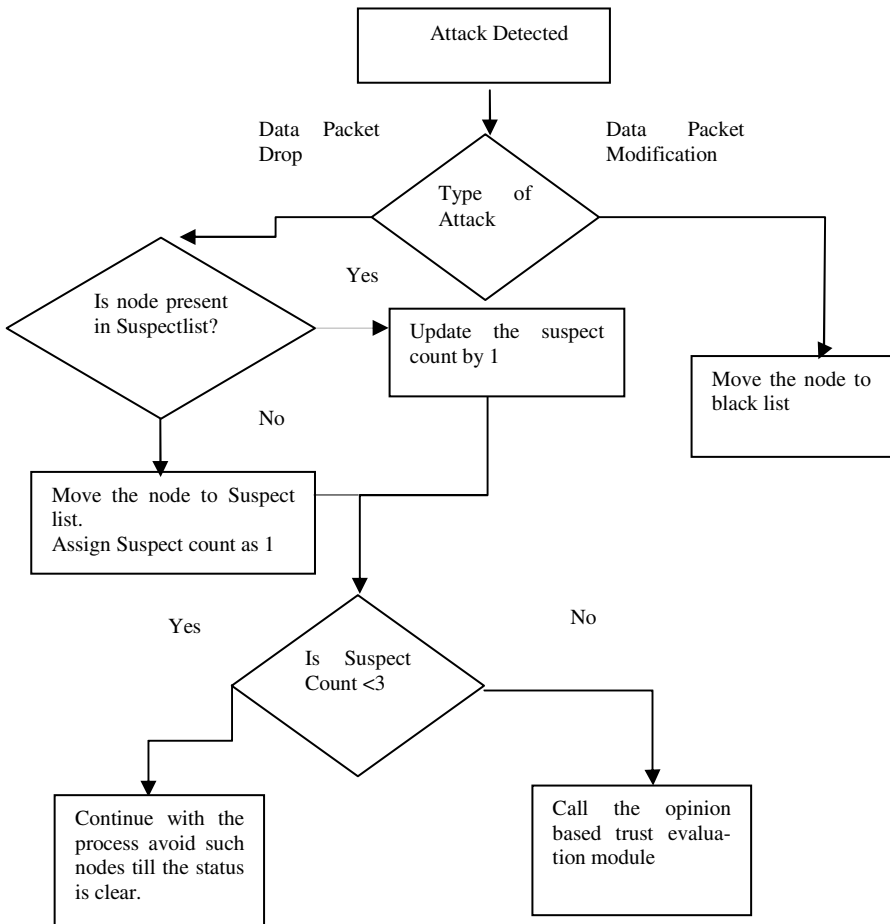 Attack Detected
Data Packet
Drop
Data Packet
Modification
Type of
Attack
Is node present
in Suspectlist?
Yes
Update the suspect
count by 1
Move the node to
black list
No
Move the node to Suspect
list.
Assign Suspect count as 1
Yes
No
Is Suspect
Count <3
Continue with the
process avoid such
nodes till the status
is clear.
Call the opinion
based trust evalua-
tion module